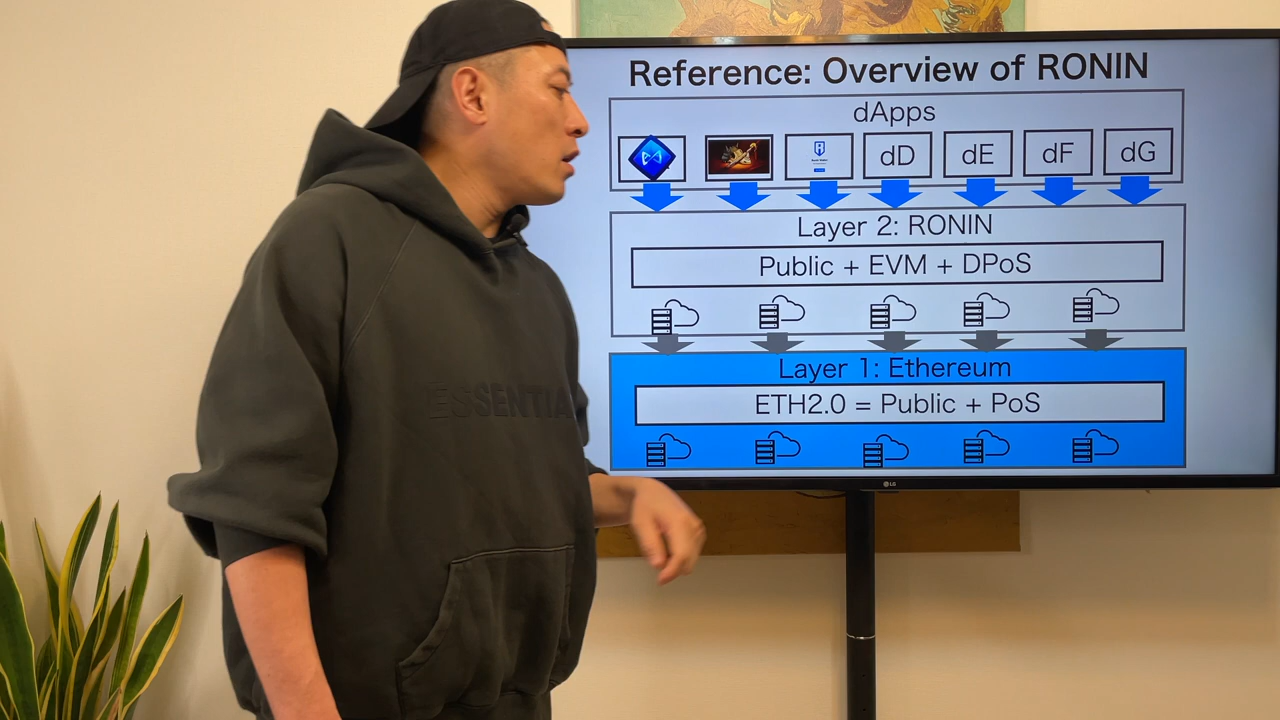 Reference: Overview of RONIN
dApps
dD
dE
dF
dG
Layer 2: RONIN
Public + EVM + DPoS
Layer 1: Ethereum
ETH2.0 = Public + PoS
ESSENTIA
LG